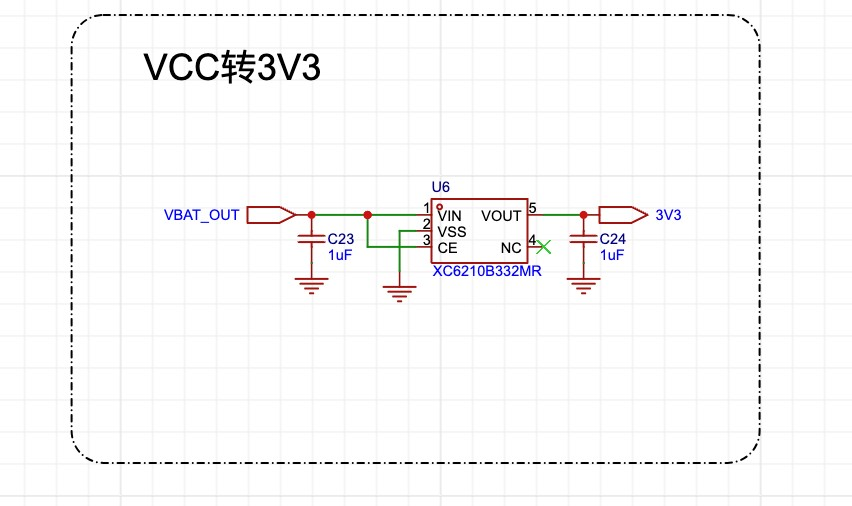 VCC转3V3
U6
VBAT_OUT
1
VIN
VOUT
5
3V3
2
VSS
C23
3
CE
NC
4
C24
1uF
1uF
XC6210B332MR